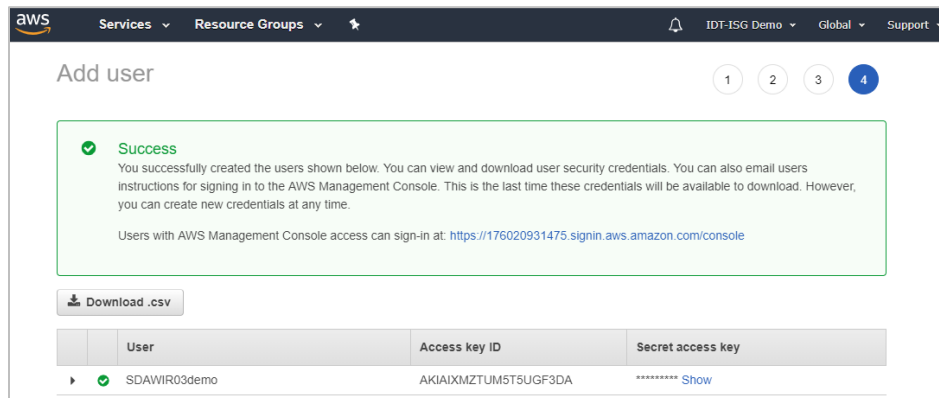 aws Services Resource Groups IDT-ISG Demo Global Support
Add user 1 2 3 4
Success
You successfully created the users shown below. You can view and download user security credentials. You can also email users
instructions for signing in to the AWS Management Console. This is the last time these credentials will be available to download. However,
you can create new credentials at any time.
Users with AWS Management Console access can sign-in at: https://176020931475.signin.aws.amazon.com/console
Download .csv
User Access key ID Secret access key
SDAWIR03demo AKIAIXMZTUM5T5UGF3DA ********* Show